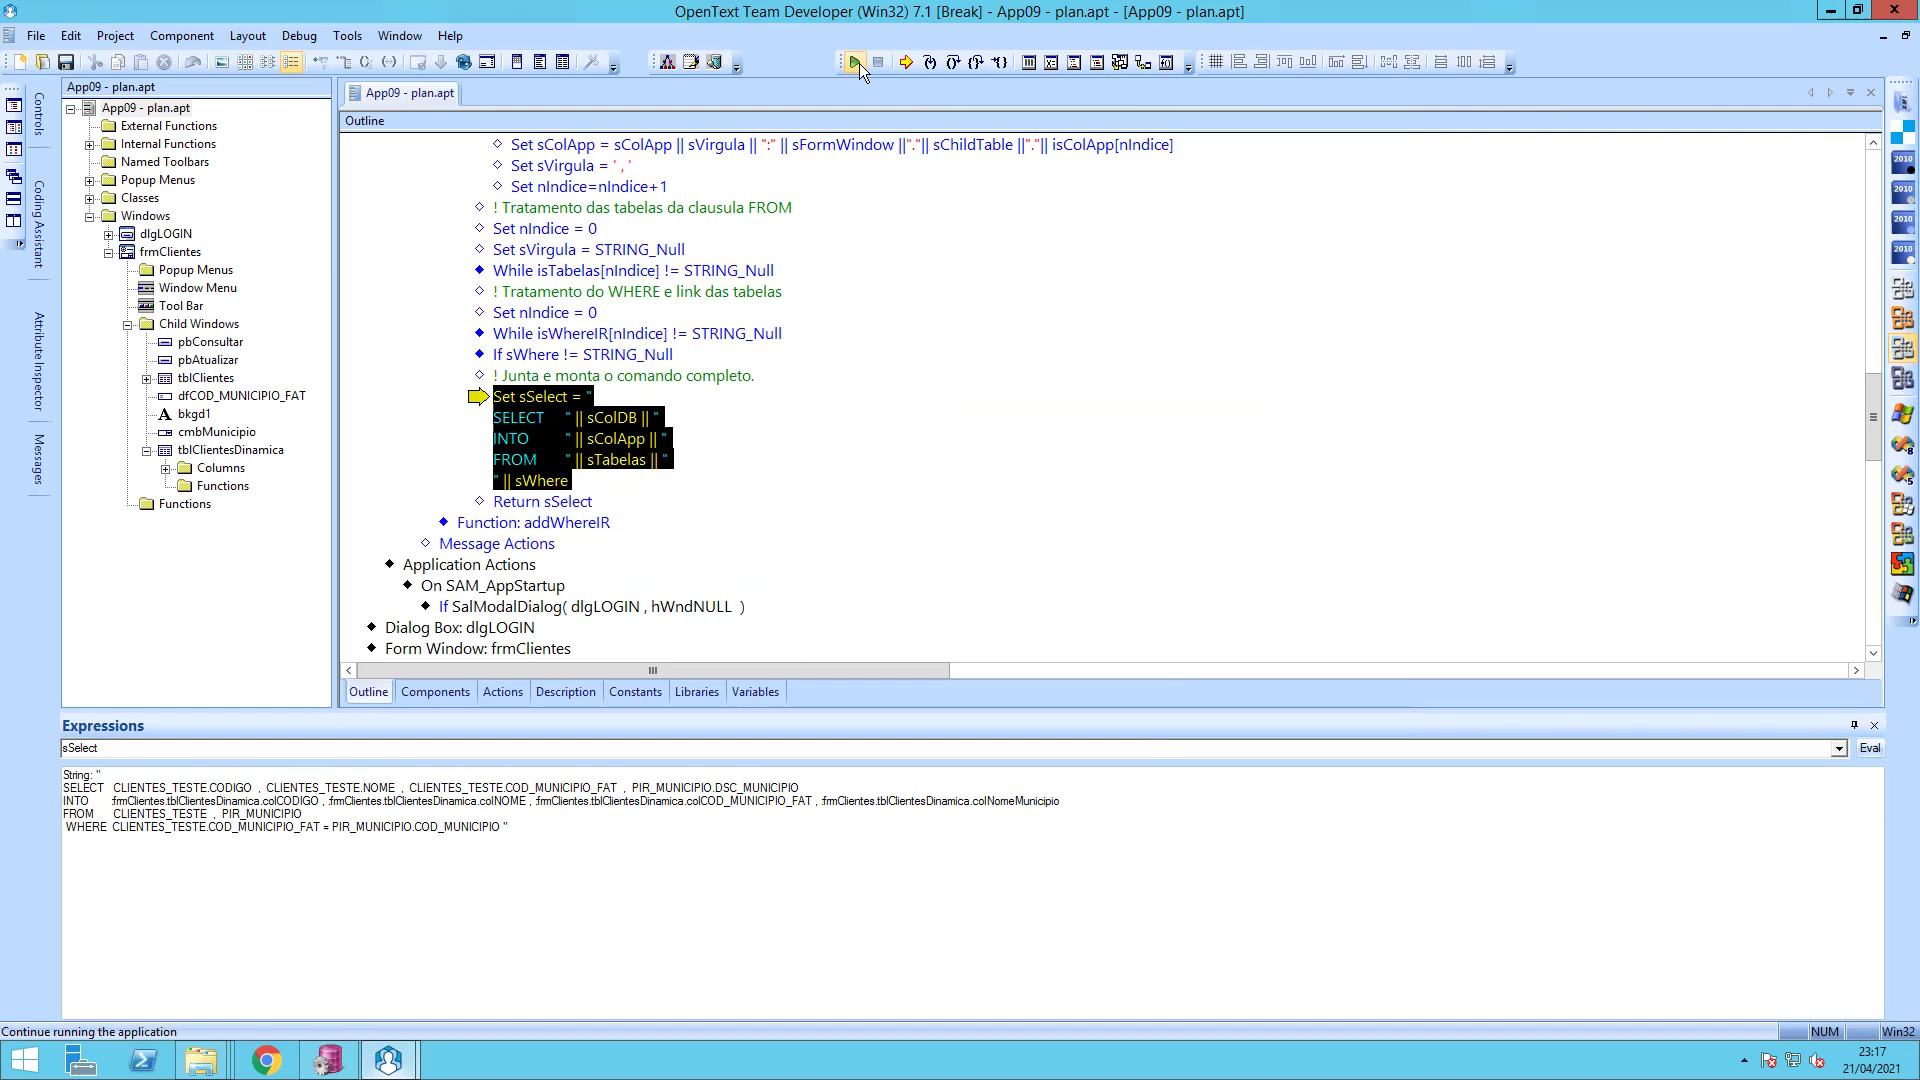 OpenText Team Developer (Win32) 7.1 [Break] - App09 - plan.apt - [App09 - plan.apt]
File Edit Project Component Layout Debug Tools Window Help
App09 - plan.apt
App09 - plan.apt
External Functions
Internal Functions
Named Toolbars
Popup Menus
Classes
Windows
dlgLOGIN
frmClientes
Popup Menus
Window Menu
Tool Bar
Child Windows
pbConsultar
pbAtualizar
tblClientes
dfCOD_MUNICIPIO_FAT
bkgd1
cmbMunicipio
tblClientesDinamica
Columns
Functions
Functions
Controls
Coding Assistant
Attribute Inspector
Messages
App09 - plan.apt
Outline
Set sColApp = sColApp || sVirgula || ":" || sFormWindow ||"."|| sChildTable ||"."|| isColApp[nIndice]
Set sVirgula = ' , '
Set nIndice=nIndice+1
! Tratamento das tabelas da clausula FROM
Set nIndice = 0
Set sVirgula = STRING_Null
While isTabelas[nIndice] != STRING_Null
! Tratamento do WHERE e link das tabelas
Set nIndice = 0
While isWhereIR[nIndice] != STRING_Null
If sWhere != STRING_Null
! Junta e monta o comando completo.
Set sSelect = "
SELECT " || sColDB || "
INTO " || sColApp || "
FROM " || sTabelas || "
" || sWhere
Return sSelect
Function: addWhereIR
Message Actions
Application Actions
On SAM_AppStartup
If SalModalDialog( dlgLOGIN , hWndNULL )
Dialog Box: dlgLOGIN
Form Window: frmClientes
Outline Components Actions Description Constants Libraries Variables
2010
2010
2010
2010
Expressions
sSelect
Eval
String: "
SELECT CLIENTES_TESTE.CODIGO , CLIENTES_TESTE.NOME , CLIENTES_TESTE.COD_MUNICIPIO_FAT , PIR_MUNICIPIO.DSC_MUNICIPIO
INTO :frmClientes.tblClientesDinamica.colCODIGO , :frmClientes.tblClientesDinamica.colNOME , :frmClientes.tblClientesDinamica.colCOD_MUNICIPIO_FAT , :frmClientes.tblClientesDinamica.colNomeMunicipio
FROM CLIENTES_TESTE , PIR_MUNICIPIO
WHERE CLIENTES_TESTE.COD_MUNICIPIO_FAT = PIR_MUNICIPIO.COD_MUNICIPIO "
Continue running the application
NUM
Win32
23:17
21/04/2021